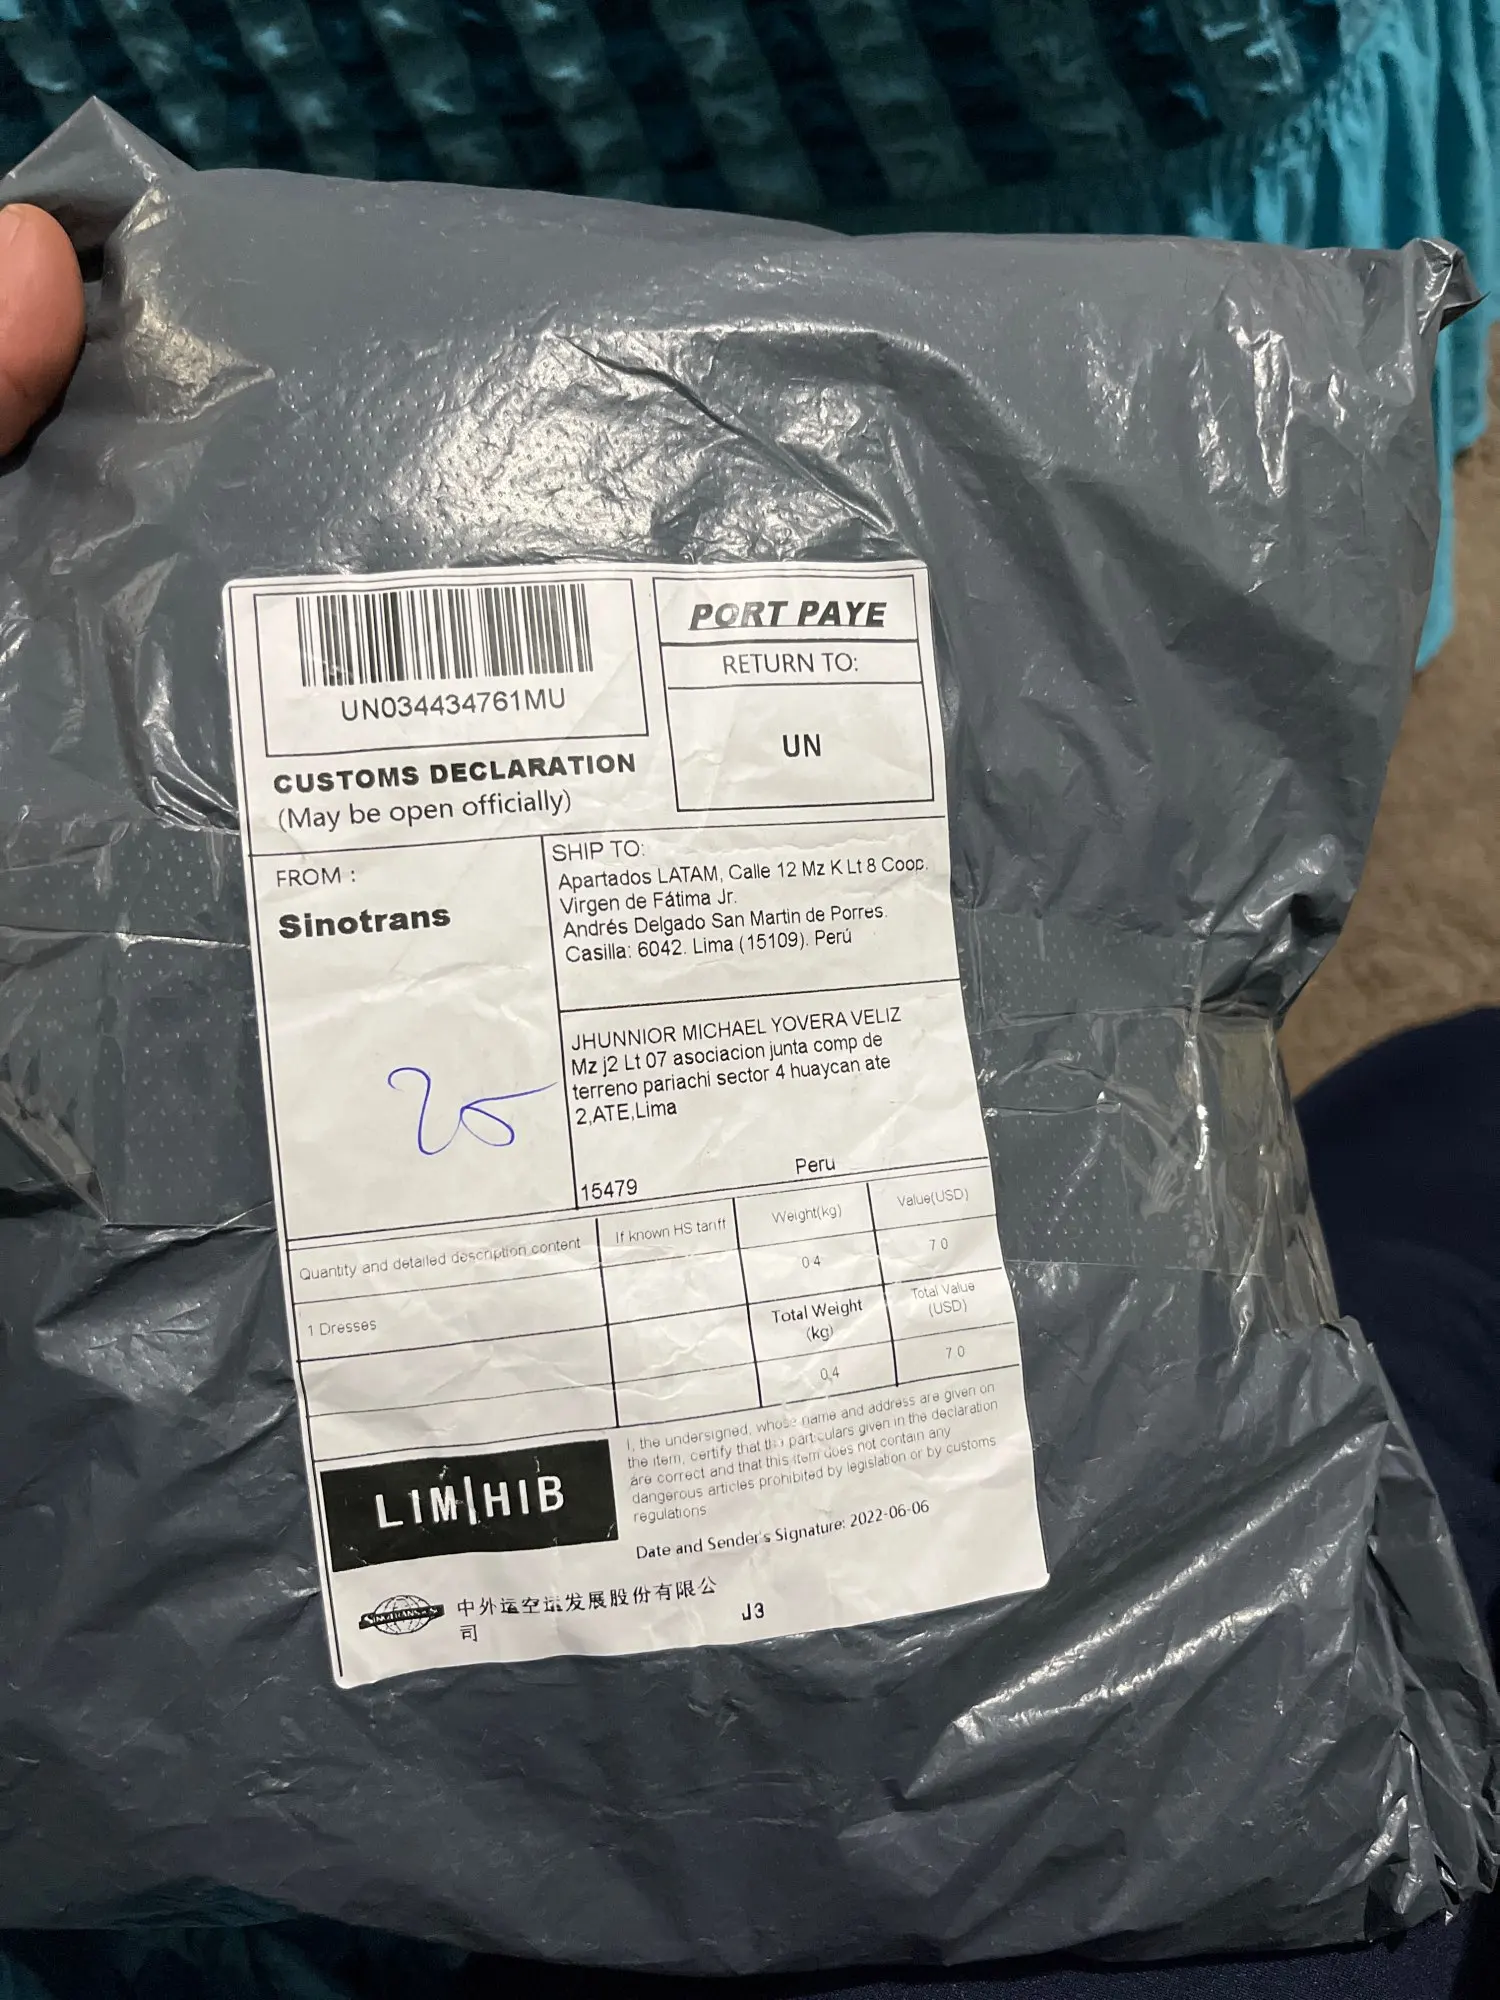 UN034434761MU
PORT PAYE
RETURN TO:
UN
CUSTOMS DECLARATION
(May be open officially)
FROM :
Sinotrans
SHIP TO:
Apartados LATAM, Calle 12 Mz K Lt 8 Coop.
Virgen de Fátima Jr.
Andrés Delgado San Martin de Porres.
Casilla: 6042. Lima (15109). Perú
JHUNNIOR MICHAEL YOVERA VELIZ
Mz j2 Lt 07 asociacion junta comp de
terreno pariachi sector 4 huaycan ate
2,ATE,Lima
15479
Peru
25
Quantity and detailed description content
If known HS tariff
Weight(kg)
Value(USD)
0.4
7.0
1 Dresses
Total Weight
(kg)
Total Value
(USD)
0.4
7.0
I, the undersigned, whose name and address are given on
the item, certify that the particulars given in the declaration
are correct and that this item does not contain any
dangerous articles prohibited by legislation or by customs
regulations
Date and Sender's Signature: 2022-06-06
LIM|HIB
SINOTRANS
中外运空运发展股份有限公
司
J3